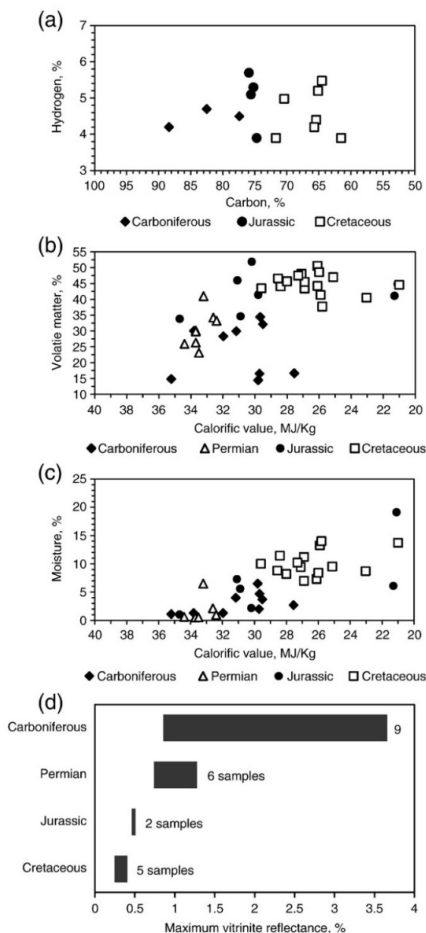 (a)
7
6
5
4
3
Hydrogen, %
100 95 90 85 80 75 70 65 60 55 50
Carbon, %
Carboniferous Jurassic Cretaceous
(b)
55
50
45
40
35
30
25
20
15
10
Volatie matter, %
40 38 36 34 32 30 28 26 24 22 20
Calorific value, MJ/Kg
Carboniferous Permian Jurassic Cretaceous
(c)
25
20
15
10
5
0
Moisture, %
40 38 36 34 32 30 28 26 24 22 20
Calorific value, MJ/Kg
Carboniferous Permian Jurassic Cretaceous
(d)
Carboniferous 9
Permian 6 samples
Jurassic 2 samples
Cretaceous 5 samples
0 0.5 1 1.5 2 2.5 3 3.5 4
Maximum vitrinite reflectance, %